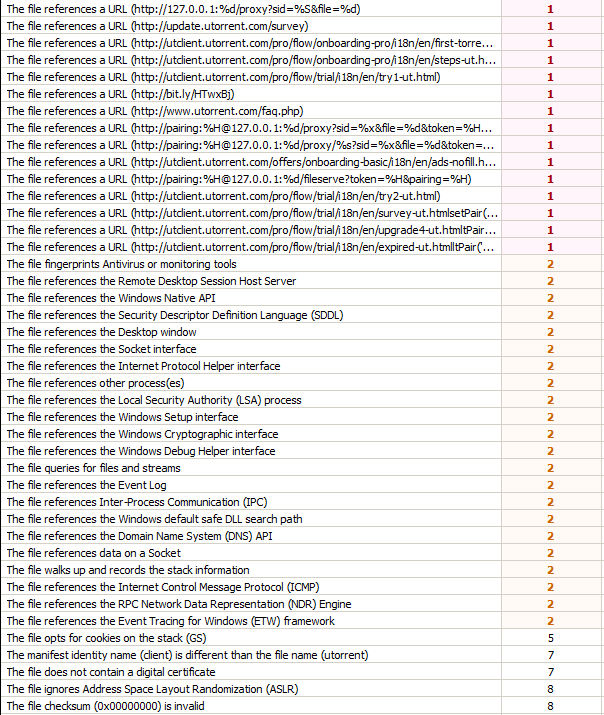 The file references a URL (http://127.0.0.1:%d/proxy?sid=%S&file=%d) 1
The file references a URL (http://update.utorrent.com/survey) 1
The file references a URL (http://utclient.utorrent.com/pro/flow/onboarding-pro/i18n/en/first-torre... 1
The file references a URL (http://utclient.utorrent.com/pro/flow/onboarding-pro/i18n/en/steps-ut.h... 1
The file references a URL (http://utclient.utorrent.com/pro/flow/trial/i18n/en/try1-ut.html) 1
The file references a URL (http://bit.ly/HTwxBj) 1
The file references a URL (http://www.utorrent.com/faq.php) 1
The file references a URL (http://pairing:%H@127.0.0.1:%d/proxy?sid=%x&file=%d&token=%H... 1
The file references a URL (http://pairing:%H@127.0.0.1:%d/proxy/%s?sid=%x&file=%d&token=... 1
The file references a URL (http://utclient.utorrent.com/offers/onboarding-basic/i18n/en/ads-nofill.h... 1
The file references a URL (http://pairing:%H@127.0.0.1:%d/fileserve?token=%H&pairing=%H) 1
The file references a URL (http://utclient.utorrent.com/pro/flow/trial/i18n/en/try2-ut.html) 1
The file references a URL (http://utclient.utorrent.com/pro/flow/trial/i18n/en/survey-ut.htmlsetPair(... 1
The file references a URL (http://utclient.utorrent.com/pro/flow/trial/i18n/en/upgrade4-ut.htmltPair... 1
The file references a URL (http://utclient.utorrent.com/pro/flow/trial/i18n/en/expired-ut.htmlltPair('... 1
The file fingerprints Antivirus or monitoring tools 2
The file references the Remote Desktop Session Host Server 2
The file references the Windows Native API 2
The file references the Security Descriptor Definition Language (SDDL) 2
The file references the Desktop window 2
The file references the Socket interface 2
The file references the Internet Protocol Helper interface 2
The file references other process(es) 2
The file references the Local Security Authority (LSA) process 2
The file references the Windows Setup interface 2
The file references the Windows Cryptographic interface 2
The file references the Windows Debug Helper interface 2
The file queries for files and streams 2
The file references the Event Log 2
The file references Inter-Process Communication (IPC) 2
The file references the Windows default safe DLL search path 2
The file references the Domain Name System (DNS) API 2
The file references data on a Socket 2
The file walks up and records the stack information 2
The file references the Internet Control Message Protocol (ICMP) 2
The file references the RPC Network Data Representation (NDR) Engine 2
The file references the Event Tracing for Windows (ETW) framework 2
The file opts for cookies on the stack (GS) 5
The manifest identity name (client) is different than the file name (utorrent) 7
The file does not contain a digital certificate 7
The file ignores Address Space Layout Randomization (ASLR) 8
The file checksum (0x00000000) is invalid 8